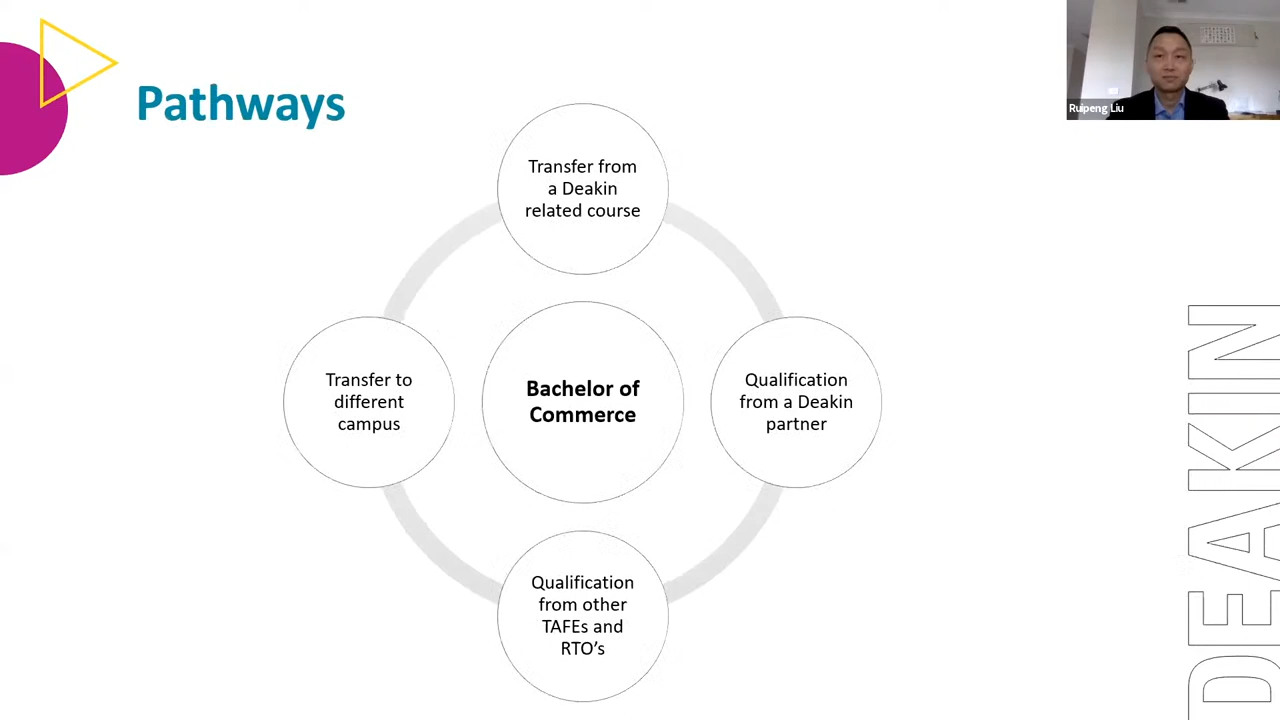 Pathways
Ruipeng Liu
Transfer from
a Deakin
related course
Transfer to
different
campus
Bachelor of
Commerce
Qualification
from a Deakin
partner
Qualification
from other
TAFEs and
RTO’s
DEAKIN